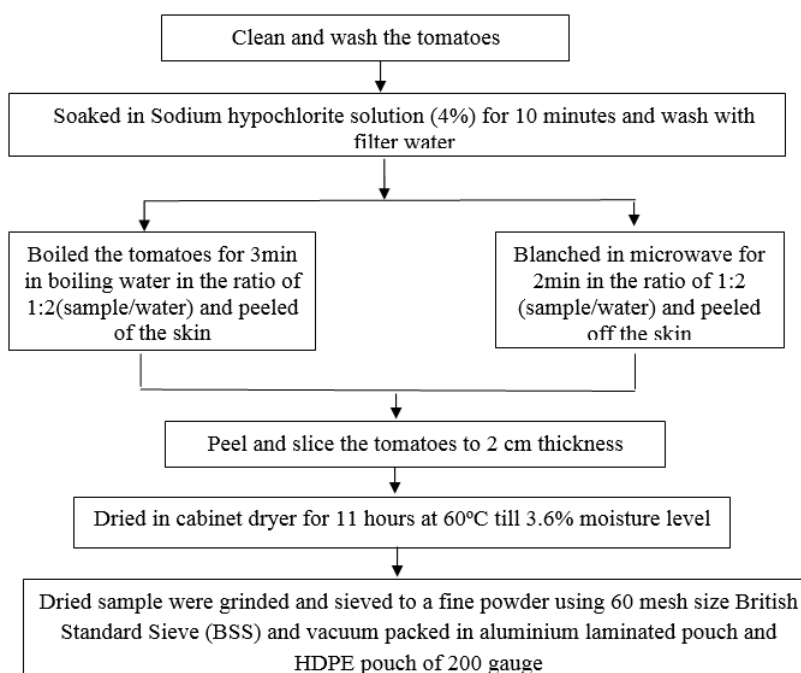 Clean and wash the tomatoes
Soaked in Sodium hypochlorite solution (4%) for 10 minutes and wash with
filter water
Boiled the tomatoes for 3min
in boiling water in the ratio of
1:2(sample/water) and peeled
of the skin
Blanched in microwave for
2min in the ratio of 1:2
(sample/water) and peeled
off the skin
Peel and slice the tomatoes to 2 cm thickness
Dried in cabinet dryer for 11 hours at 60ºC till 3.6% moisture level
Dried sample were grinded and sieved to a fine powder using 60 mesh size British
Standard Sieve (BSS) and vacuum packed in aluminium laminated pouch and
HDPE pouch of 200 gauge